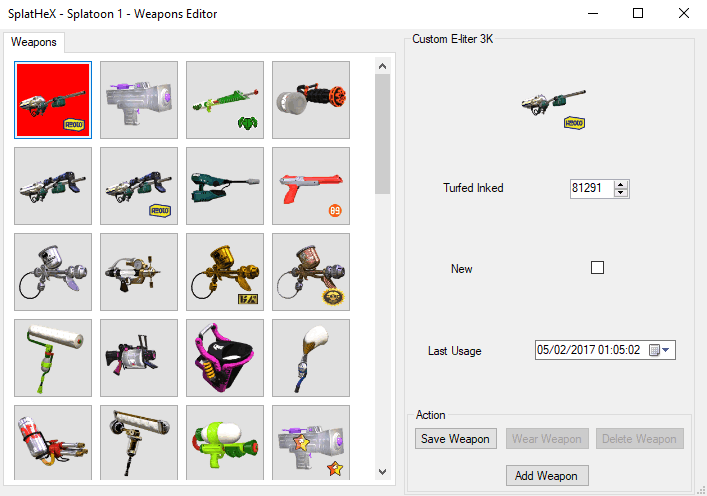 SplatHeX - Splatoon 1 - Weapons Editor
Weapons
Custom E-liter 3K
Turfed Inked
81291
New
Last Usage
05/02/2017 01:05:02
Action
Save Weapon
Wear Weapon
Delete Weapon
Add Weapon